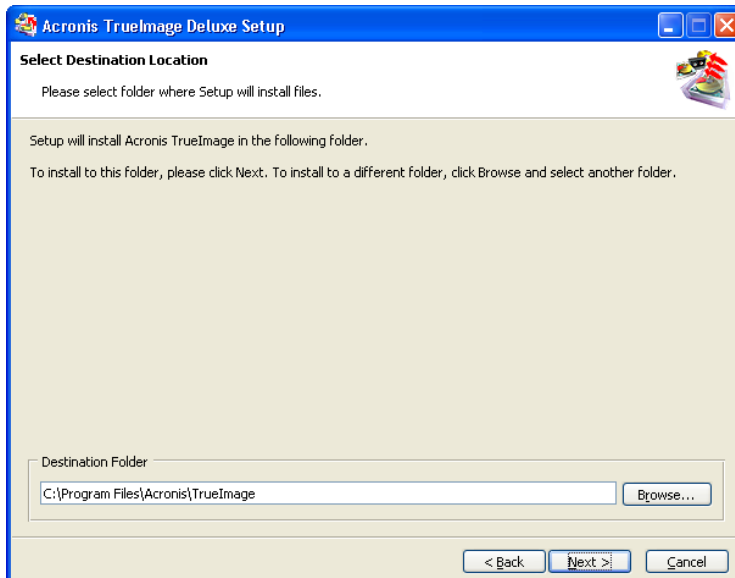 Acronis TrueImage Deluxe Setup
Select Destination Location
Please select folder where Setup will install files.
Setup will install Acronis TrueImage in the following folder.
To install to this folder, please click Next. To install to a different folder, click Browse and select another folder.
Destination Folder
C:\Program Files\Acronis\TrueImage
Browse...
< Back
Next >
Cancel